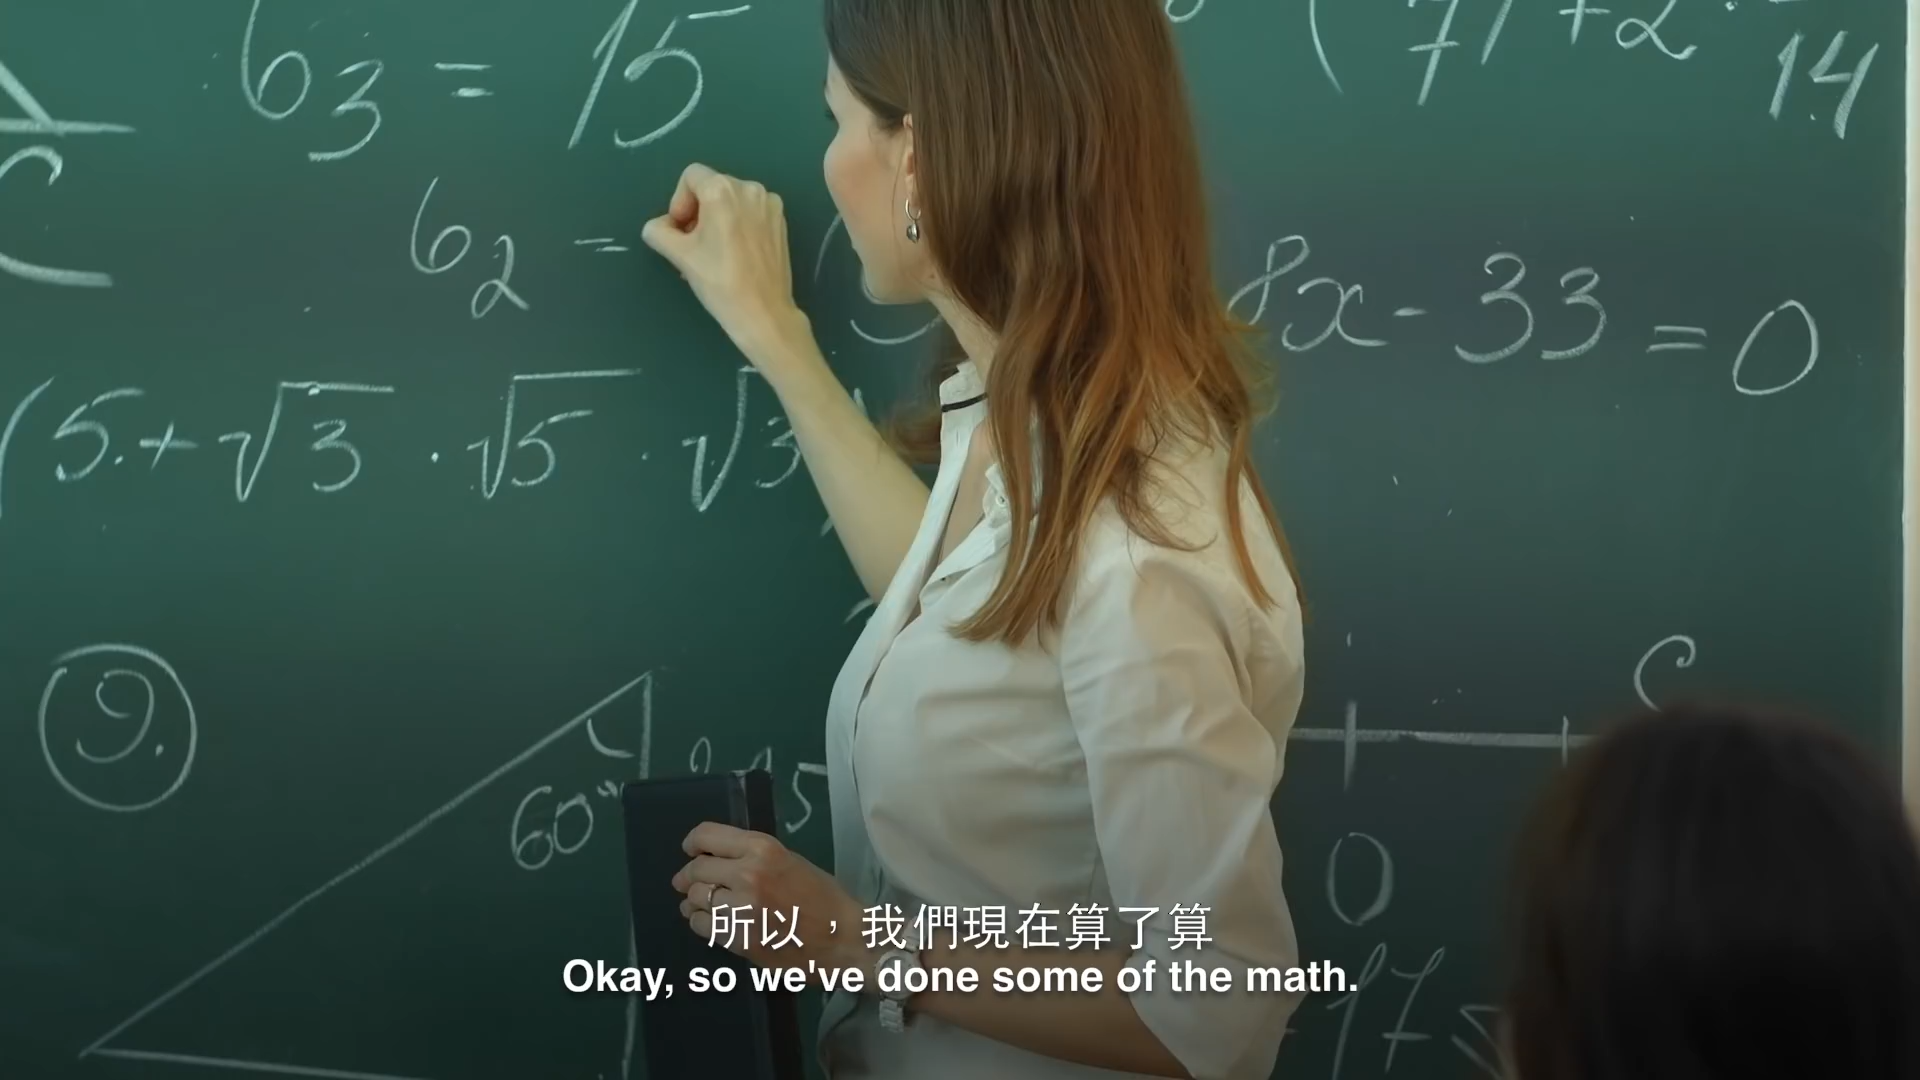 6₃ = 15
14
6₂ =
8x - 33 = 0
(5 + √3 · √5 · √3
9.
60°
C
0
17
所以，我們現在算了算
Okay, so we've done some of the math.